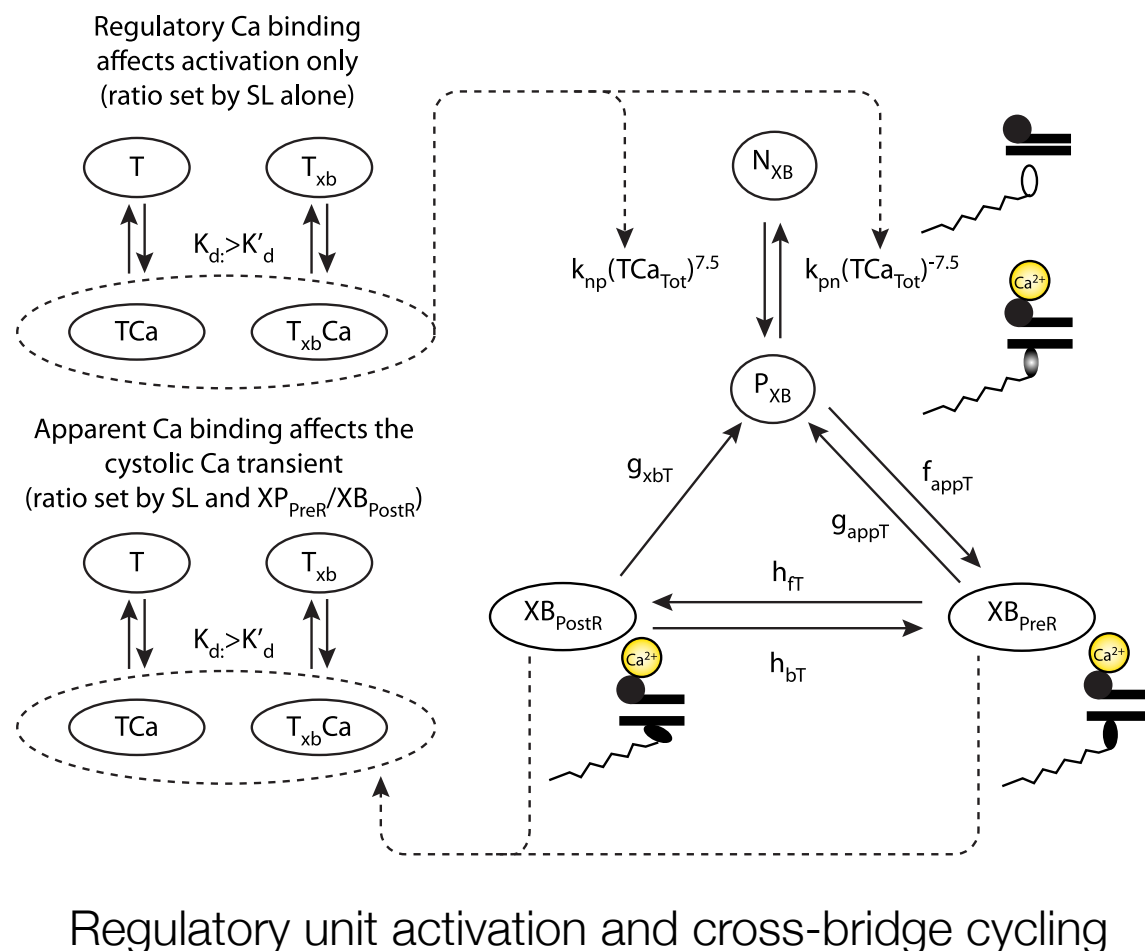 Regulatory Ca binding
affects activation only
(ratio set by SL alone)
T
T_xb
K_d:>K'_d
TCa
T_xbCa
Apparent Ca binding affects the
cystolic Ca transient
(ratio set by SL and XP_PreR/XB_PostR)
T
T_xb
K_d:>K'_d
TCa
T_xbCa
N_XB
k_np(TCa_Tot)^7.5
k_pn(TCa_Tot)^-7.5
Ca²⁺
P_XB
g_xbT
f_appT
g_appT
h_fT
XB_PostR
XB_PreR
h_bT
Ca²⁺
Ca²⁺
Regulatory unit activation and cross-bridge cycling